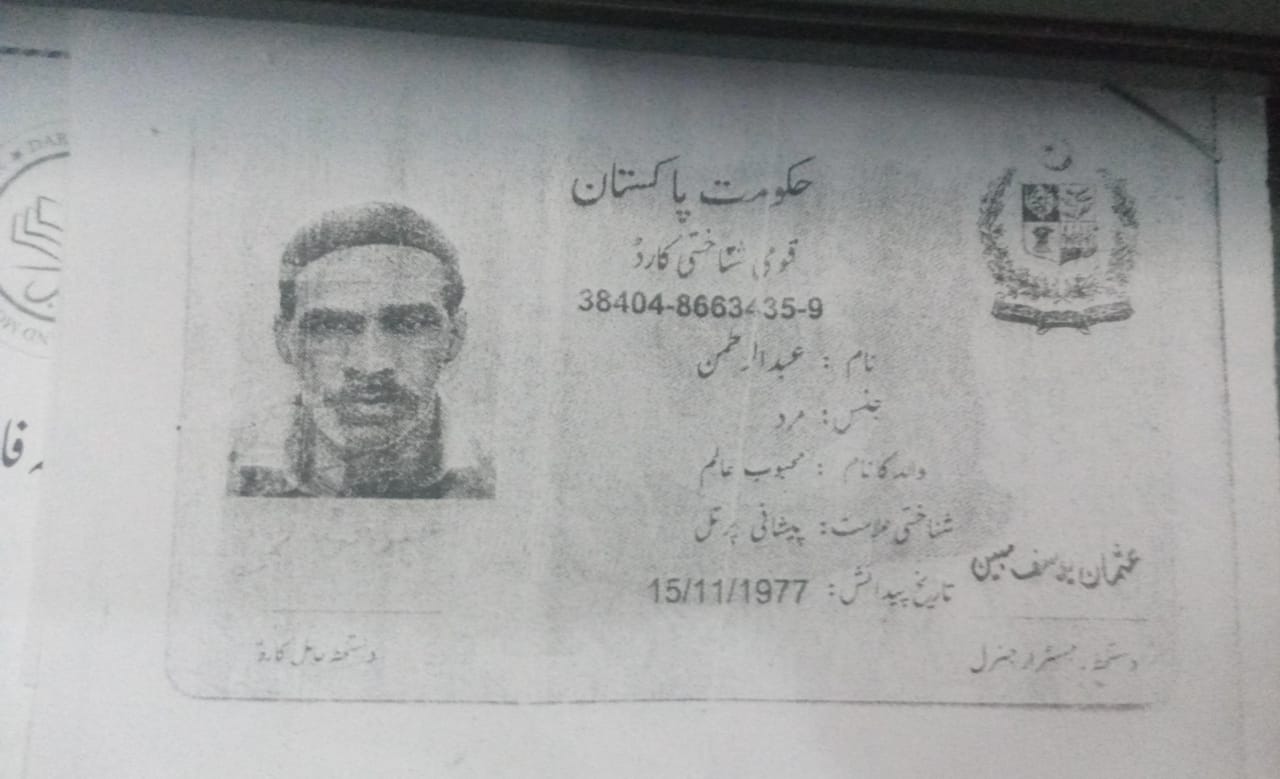 حکومت پاکستان
قومی شناختی کارڈ
38404-8663435-9
نام : عبدالرحمن
جنس: مرد
والد کا نام : محبوب عالم
شناختی علامت: پیشانی پر تل
تاریخ پیدائش: 15/11/1977
عثمان یوسف مبین
دستخط حامل کارڈ
دستخط رجسٹرار جنرل
DAR